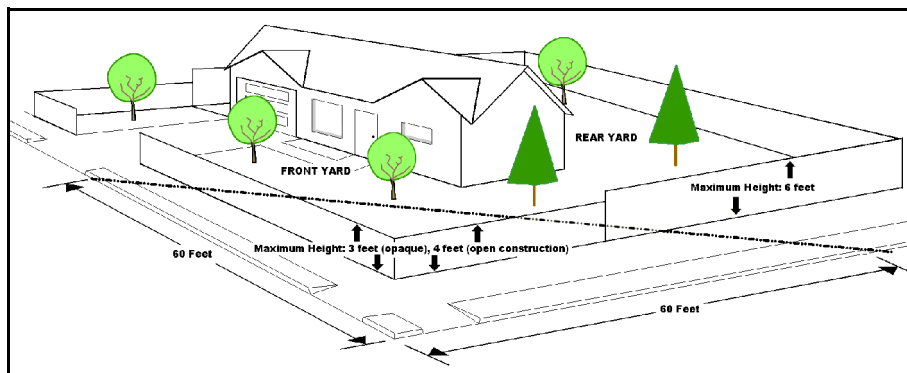 REAR YARD
FRONT YARD
Maximum Height: 6 feet
Maximum Height: 3 feet (opaque), 4 feet (open construction)
60 Feet
60 Feet